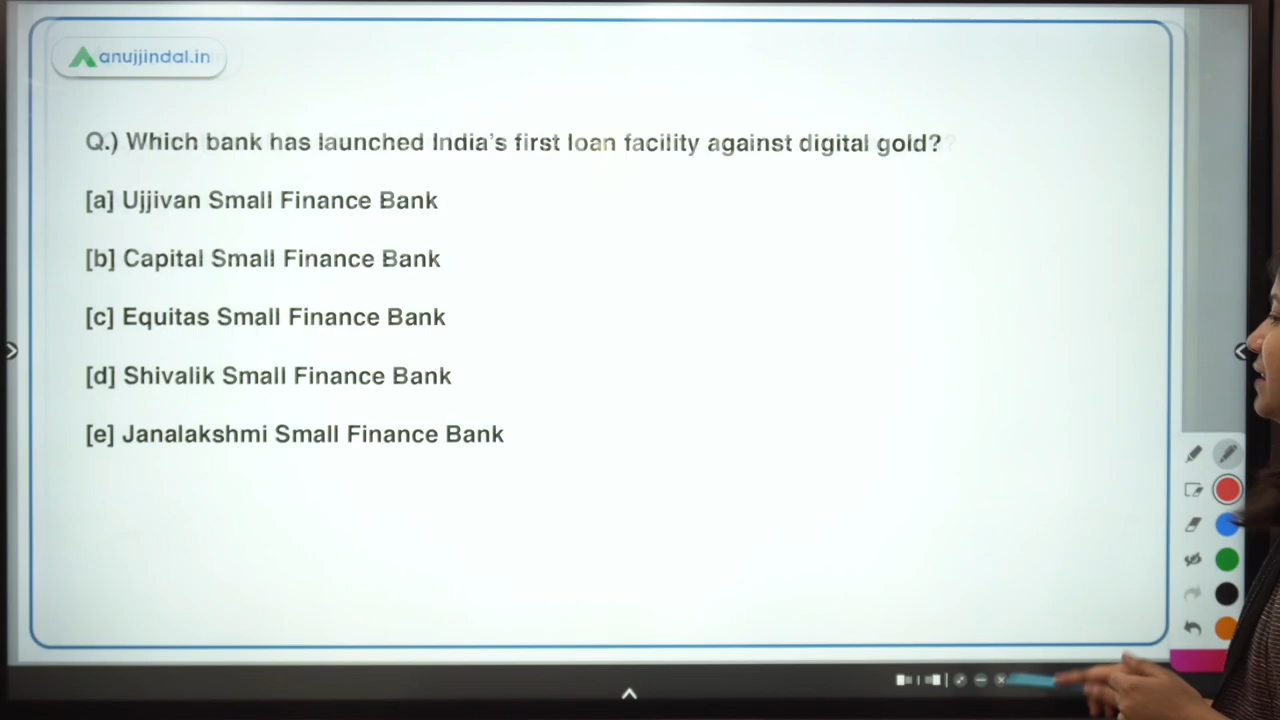 anujjindal.in
Q.) Which bank has launched India's first loan facility against digital gold?
[a] Ujjivan Small Finance Bank
[b] Capital Small Finance Bank
[c] Equitas Small Finance Bank
[d] Shivalik Small Finance Bank
[e] Janalakshmi Small Finance Bank